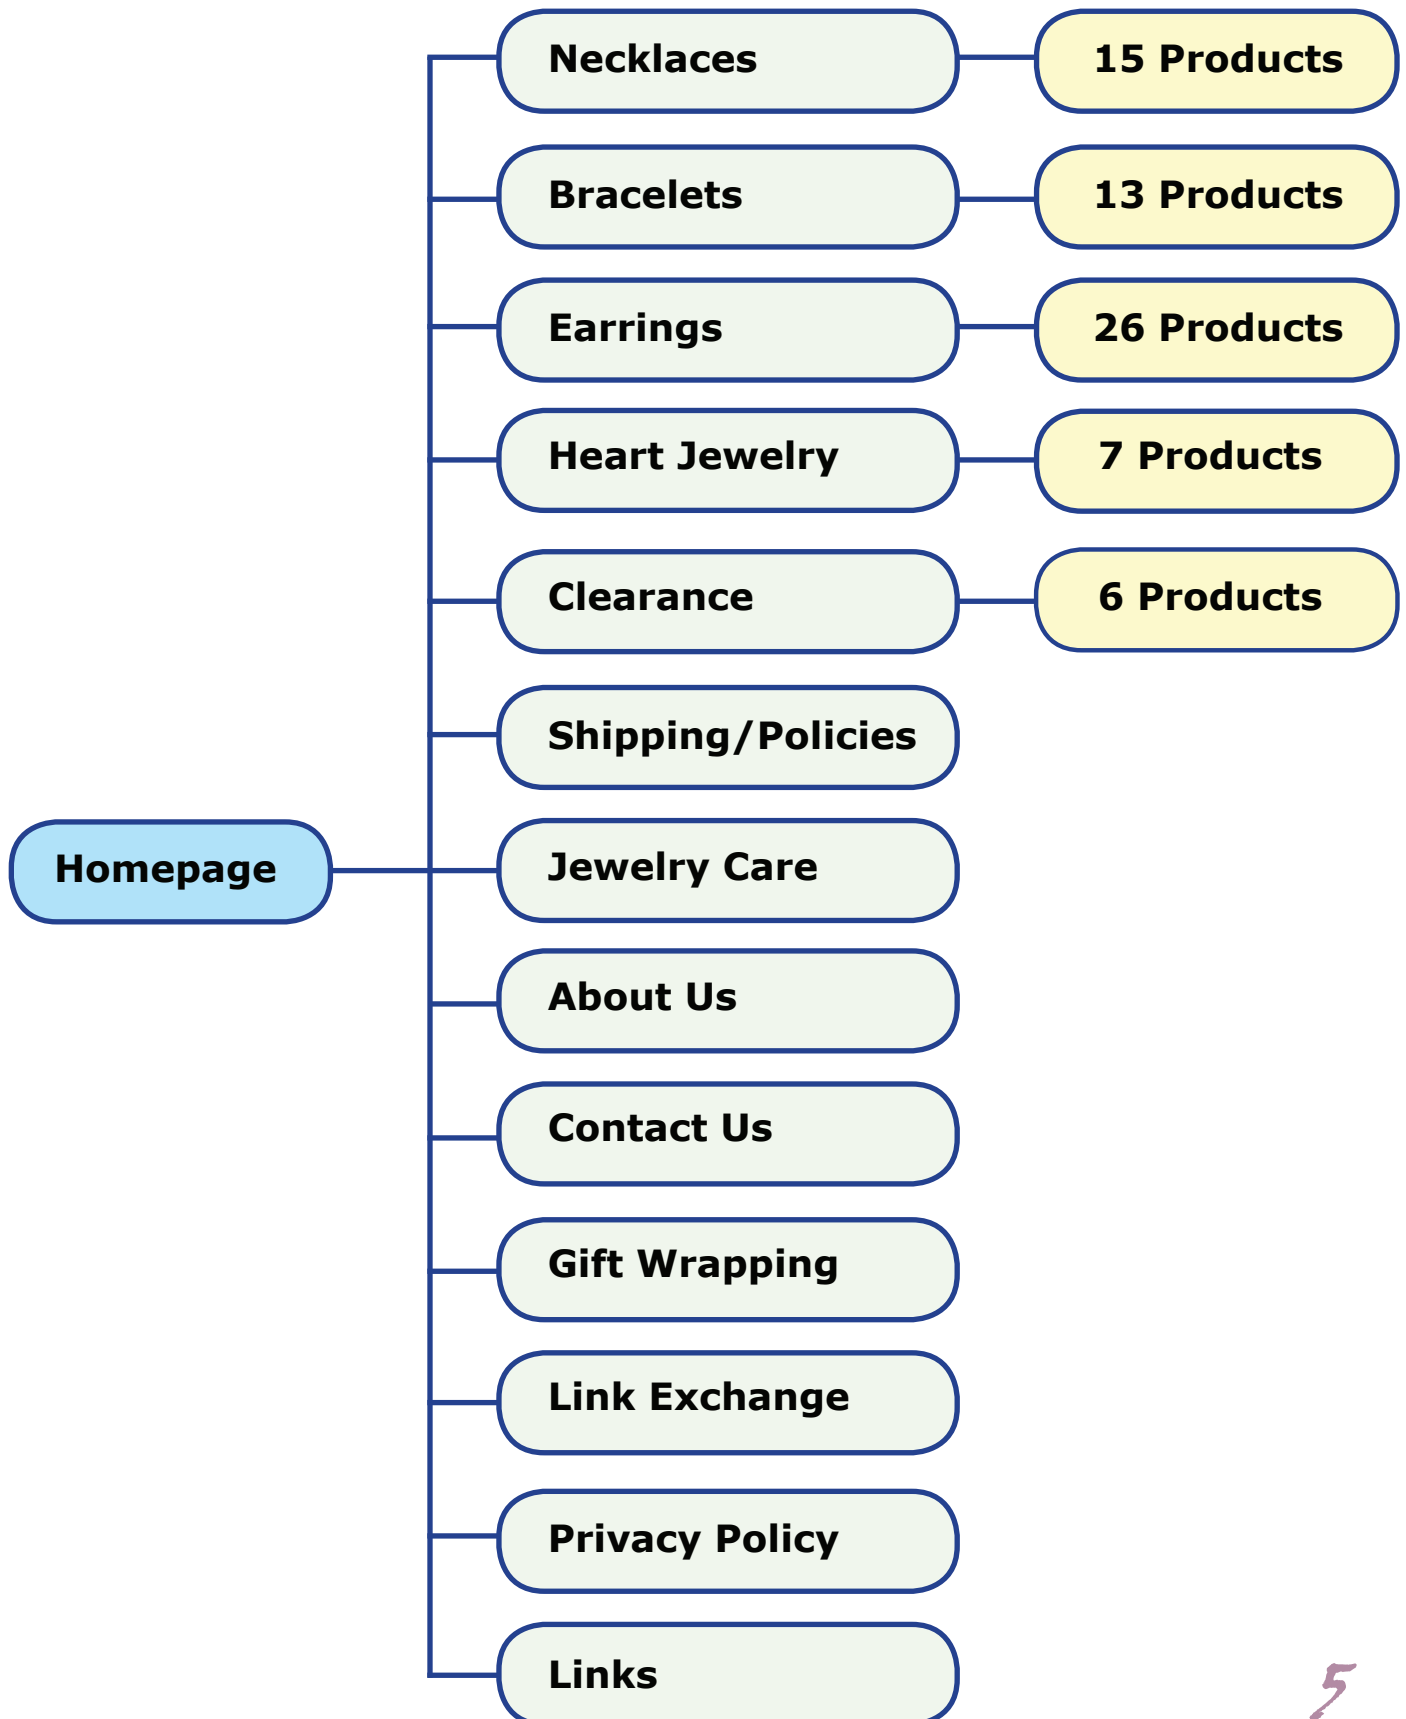 Necklaces 15 Products
Bracelets 13 Products
Earrings 26 Products
Heart Jewelry 7 Products
Clearance 6 Products
Shipping/Policies
Homepage
Jewelry Care
About Us
Contact Us
Gift Wrapping
Link Exchange
Privacy Policy
Links
5